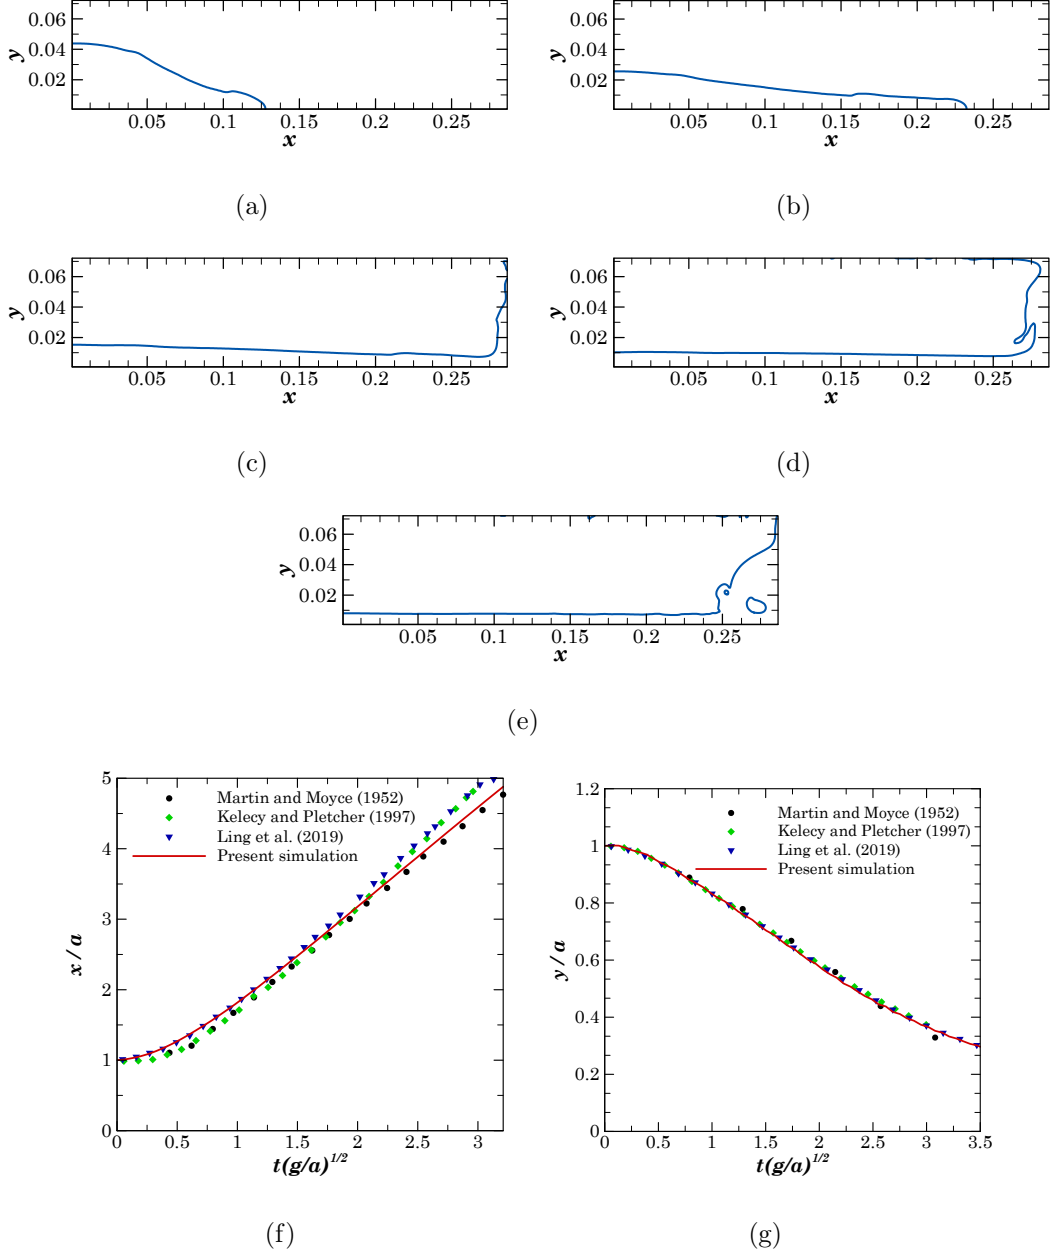 0.06
0.04
0.02
y
0.05 0.1 0.15 0.2 0.25
x
(a)
0.06
0.04
0.02
y
0.05 0.1 0.15 0.2 0.25
x
(b)
0.06
0.04
0.02
y
0.05 0.1 0.15 0.2 0.25
x
(c)
0.06
0.04
0.02
y
0.05 0.1 0.15 0.2 0.25
x
(d)
0.06
0.04
0.02
y
0.05 0.1 0.15 0.2 0.25
x
(e)
5
4
3
2
1
0
x / a
Martin and Moyce (1952)
Kelecy and Pletcher (1997)
Ling et al. (2019)
Present simulation
0 0.5 1 1.5 2 2.5 3
t(g/a)^1/2
(f)
1.2
1
0.8
0.6
0.4
0.2
0
y / a
Martin and Moyce (1952)
Kelecy and Pletcher (1997)
Ling et al. (2019)
Present simulation
0 0.5 1 1.5 2 2.5 3 3.5
t(g/a)^1/2
(g)